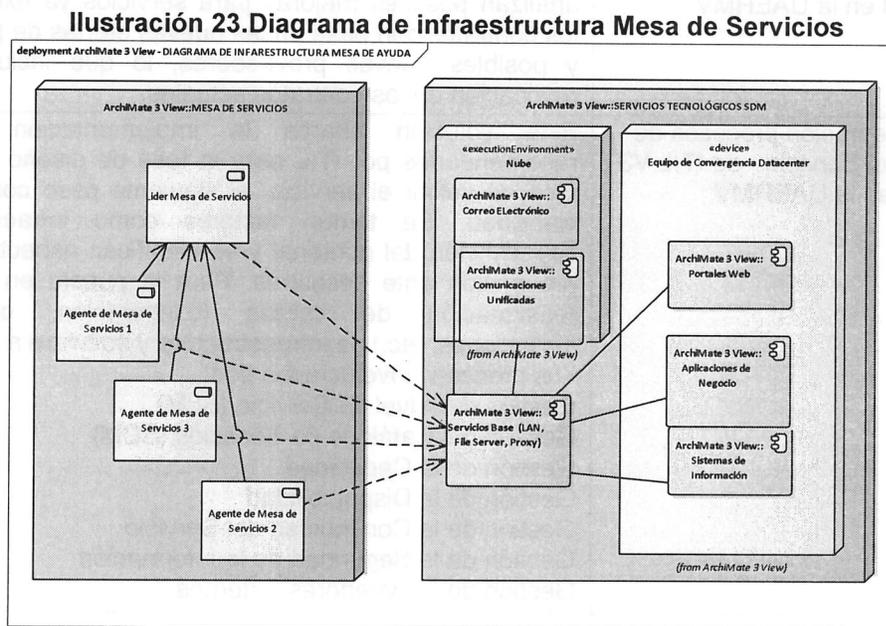 Ilustración 23.Diagrama de infraestructura Mesa de Servicios
deployment ArchiMate 3 View - DIAGRAMA DE INFARESTRUCTURA MESA DE AYUDA
ArchiMate 3 View::MESA DE SERVICIOS
Lider Mesa de Servicios
Agente de Mesa de
Servicios 1
Agente de Mesa de
Servicios 3
Agente de Mesa de
Servicios 2
ArchiMate 3 View::SERVICIOS TECNOLÓGICOS SDM
«executionEnvironment»
Nube
ArchiMate 3 View::
Correo ELectrónico
ArchiMate 3 View::
Comunicaciones
Unificadas
(from ArchiMate 3 View)
ArchiMate 3 View::
Servicios Base (LAN,
File Server, Proxy)
«device»
Equipo de Convergencia Datacenter
ArchiMate 3 View::
Portales Web
ArchiMate 3 View::
Aplicaciones de
Negocio
ArchiMate 3 View::
Sistemas de
Información
(from ArchiMate 3 View)